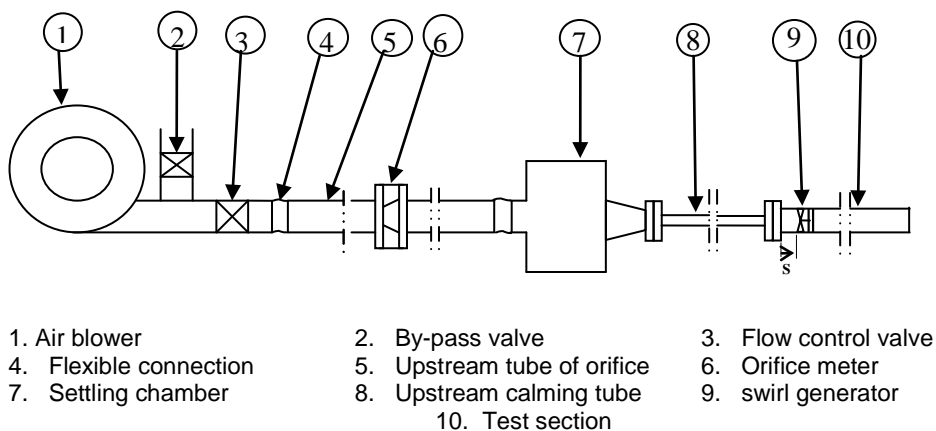 1 2 3 4 5 6 7 8 9 10
s
1. Air blower 2. By-pass valve 3. Flow control valve
4. Flexible connection 5. Upstream tube of orifice 6. Orifice meter
7. Settling chamber 8. Upstream calming tube 9. swirl generator
10. Test section